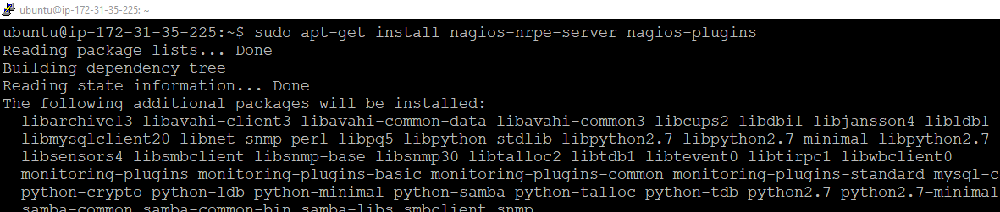 ubuntu@ip-172-31-35-225: ~
ubuntu@ip-172-31-35-225:~$ sudo apt-get install nagios-nrpe-server nagios-plugins
Reading package lists... Done
Building dependency tree
Reading state information... Done
The following additional packages will be installed:
libarchive13 libavahi-client3 libavahi-common-data libavahi-common3 libcups2 libdbi1 libjansson4 libldb1
libmysqlclient20 libnet-snmp-perl libpq5 libpython-stdlib libpython2.7 libpython2.7-minimal libpython2.7-
libsensors4 libsmbclient libsnmp-base libsnmp30 libtalloc2 libtdb1 libtevent0 libtirpc1 libwbclient0
monitoring-plugins monitoring-plugins-basic monitoring-plugins-common monitoring-plugins-standard mysql-c
python-crypto python-ldb python-minimal python-samba python-talloc python-tdb python2.7 python2.7-minimal
samba-common samba-common-bin samba-libs smbclient snmp